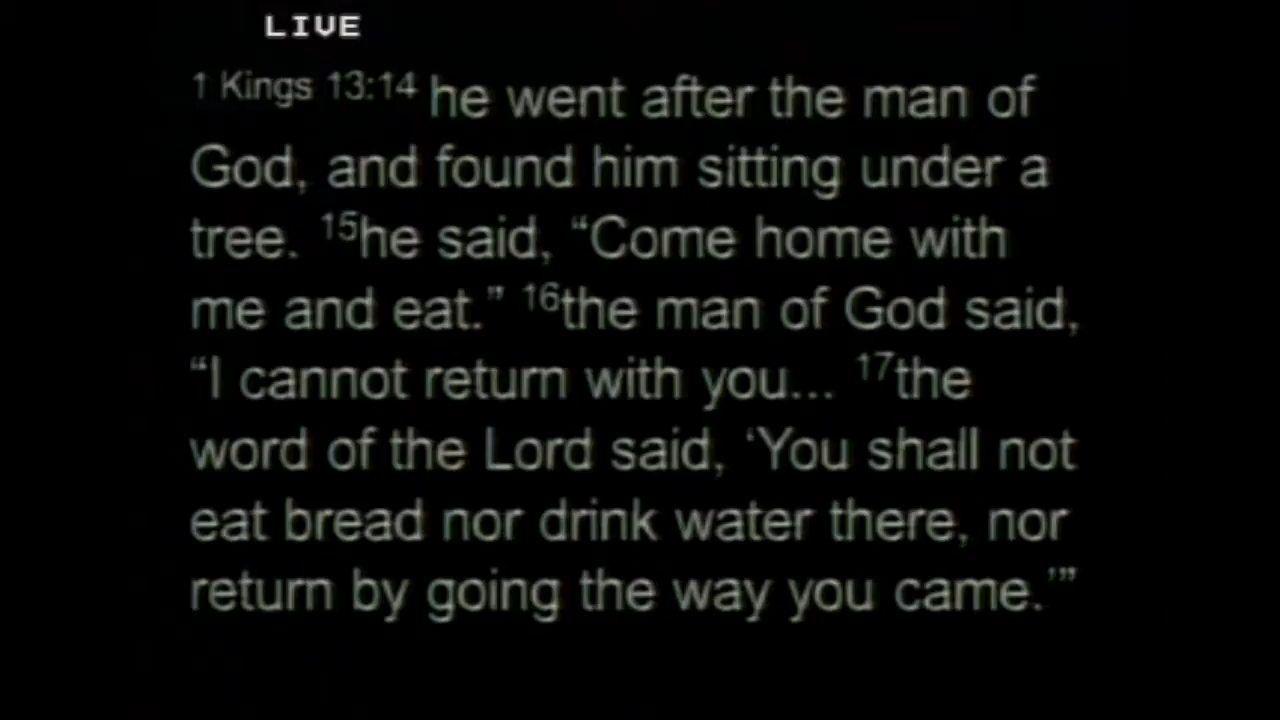 LIVE
1 Kings 13:14 he went after the man of
God, and found him sitting under a
tree. 15he said, “Come home with
me and eat.” 16the man of God said,
“I cannot return with you... 17the
word of the Lord said, ‘You shall not
eat bread nor drink water there, nor
return by going the way you came.’”